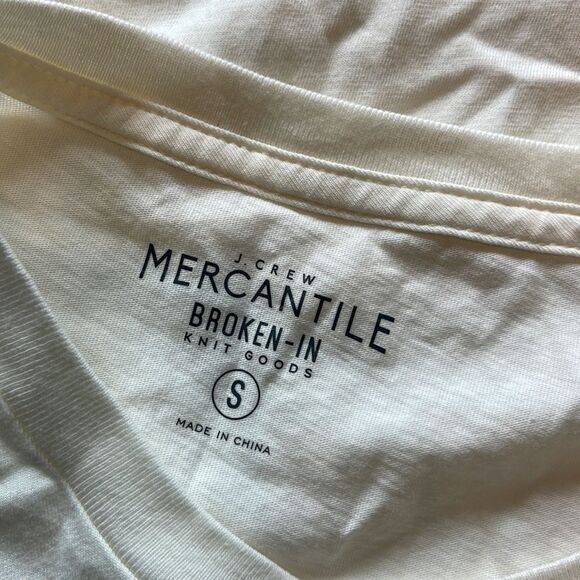 J. CREW
MERCANTILE
BROKEN-IN
KNIT GOODS
S
MADE IN CHINA